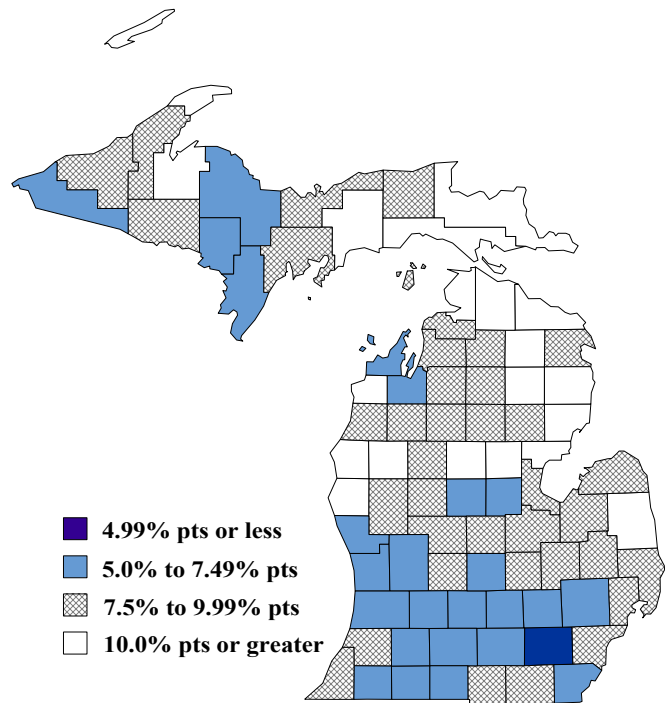 4.99% pts or less
5.0% to 7.49% pts
7.5% to 9.99% pts
10.0% pts or greater